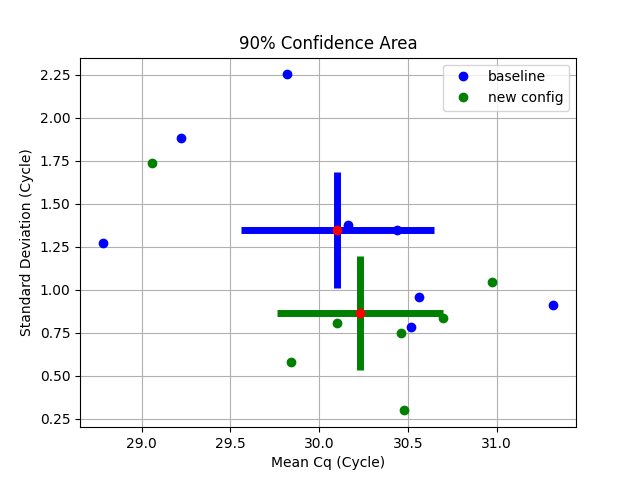 90% Confidence Area
baseline
new config
Standard Deviation (Cycle)
2.25
2.00
1.75
1.50
1.25
1.00
0.75
0.50
0.25
29.0 29.5 30.0 30.5 31.0
Mean Cq (Cycle)